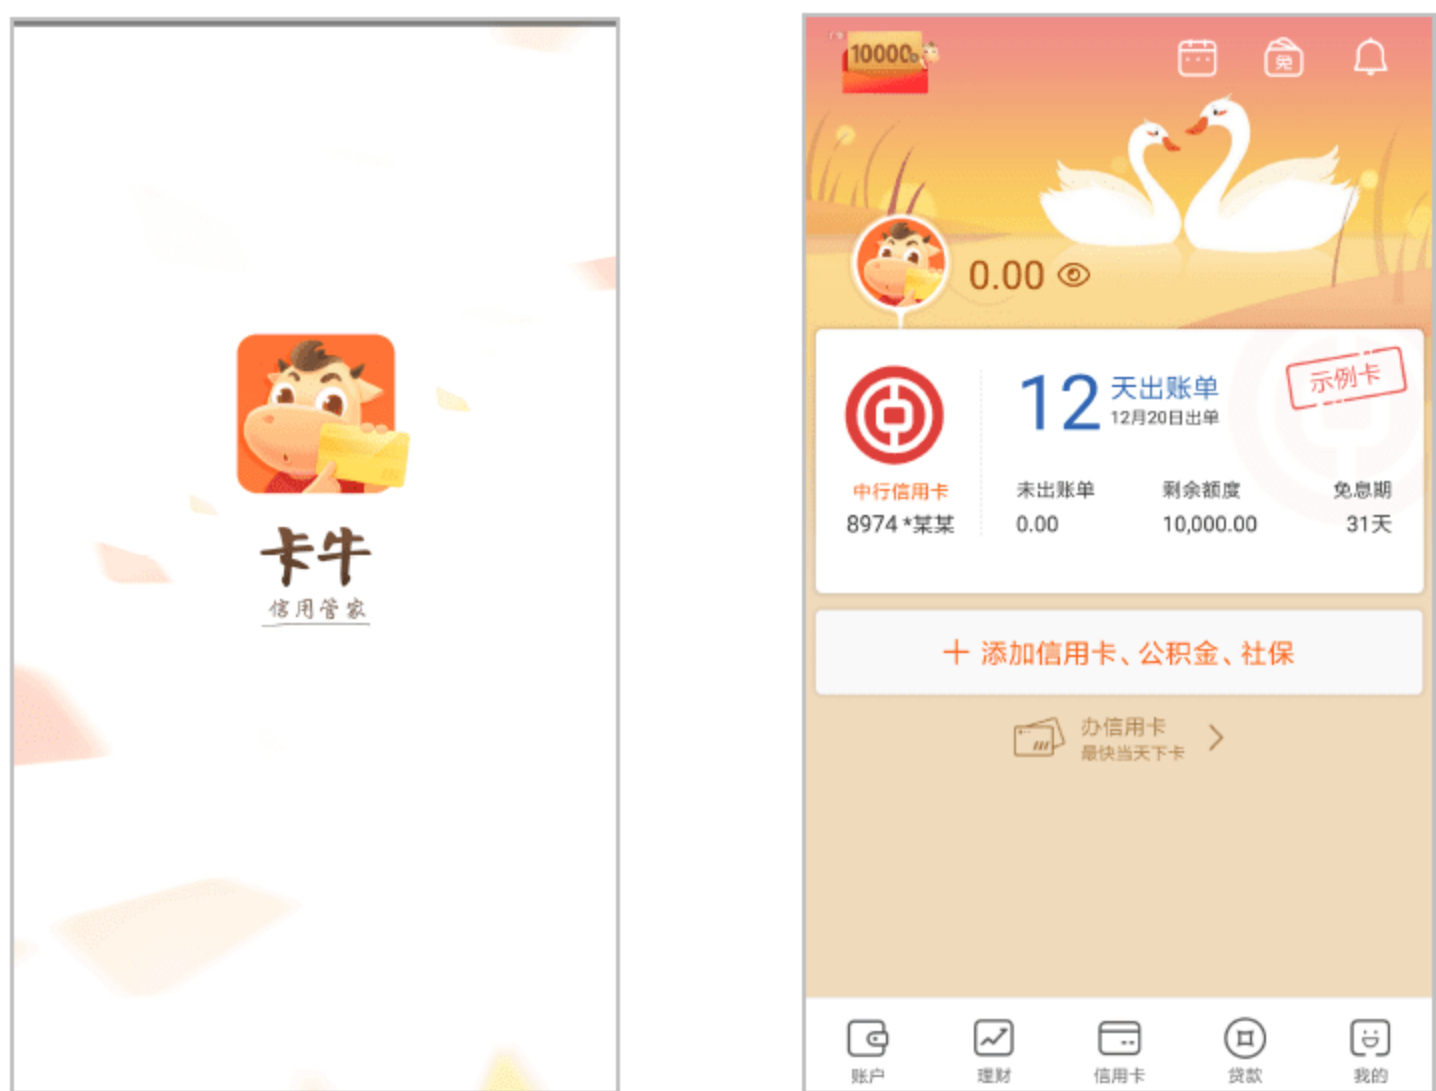 卡牛
信用管家
10000
免
0.00
12 天出账单
12月20日出单
示例卡
中行信用卡
8974 *某某
未出账单 剩余额度 免息期
0.00 10,000.00 31天
+ 添加信用卡、公积金、社保
办信用卡
最快当天下卡
账户 理财 信用卡 贷款 我的